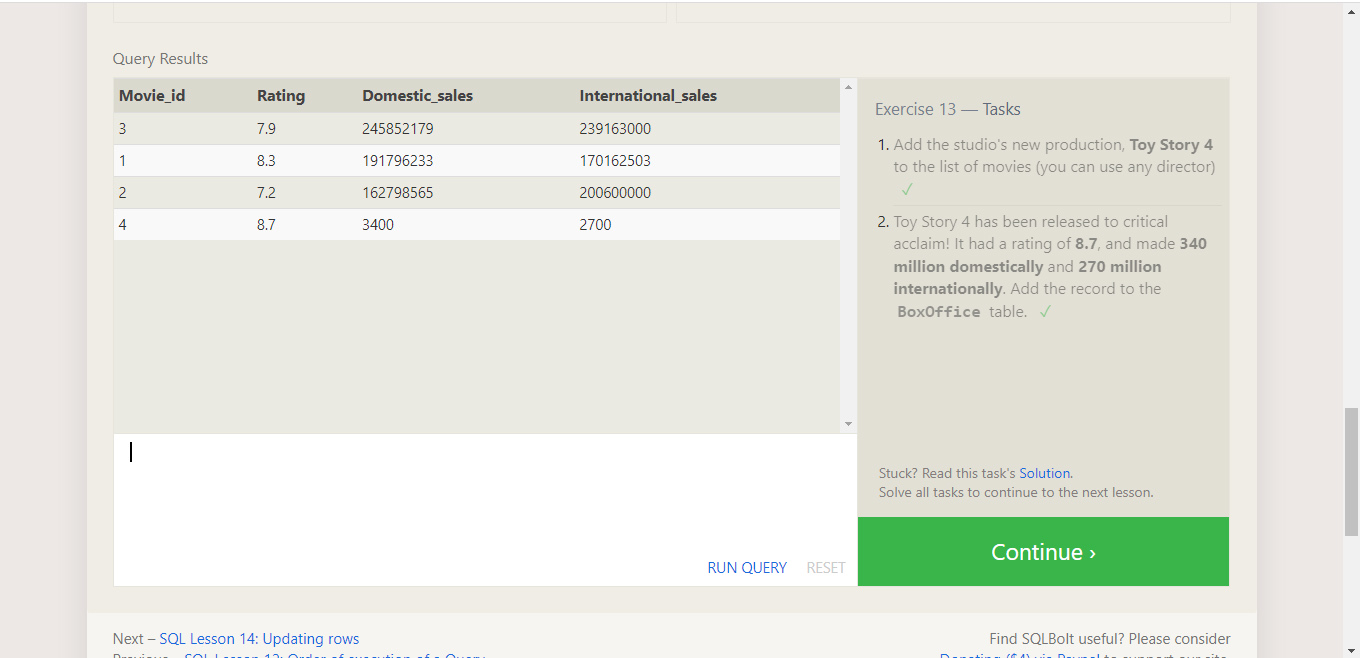 Query Results
Movie_id Rating Domestic_sales International_sales
3 7.9 245852179 239163000
1 8.3 191796233 170162503
2 7.2 162798565 200600000
4 8.7 3400 2700
Exercise 13 — Tasks
1. Add the studio's new production, Toy Story 4
to the list of movies (you can use any director)
✓
2. Toy Story 4 has been released to critical
acclaim! It had a rating of 8.7, and made 340
million domestically and 270 million
internationally. Add the record to the
BoxOffice table. ✓
Stuck? Read this task's Solution.
Solve all tasks to continue to the next lesson.
RUN QUERY RESET
Continue ›
Next – SQL Lesson 14: Updating rows
Previous – SQL Lesson 12: Order of execution of a Query
Find SQLBolt useful? Please consider
Donating ($4) via Paypal to support our site.